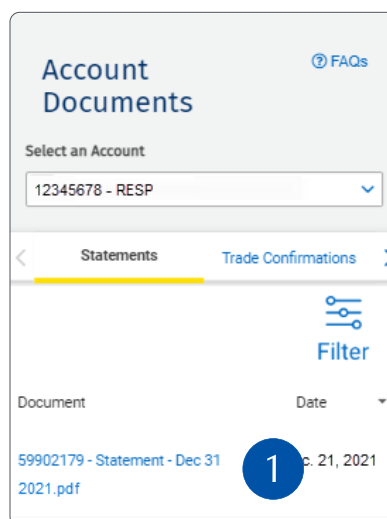 Account
Documents
FAQs
Select an Account
12345678 - RESP
Statements Trade Confirmations
Filter
Document Date
59902179 - Statement - Dec 31
2021.pdf
1
c. 21, 2021